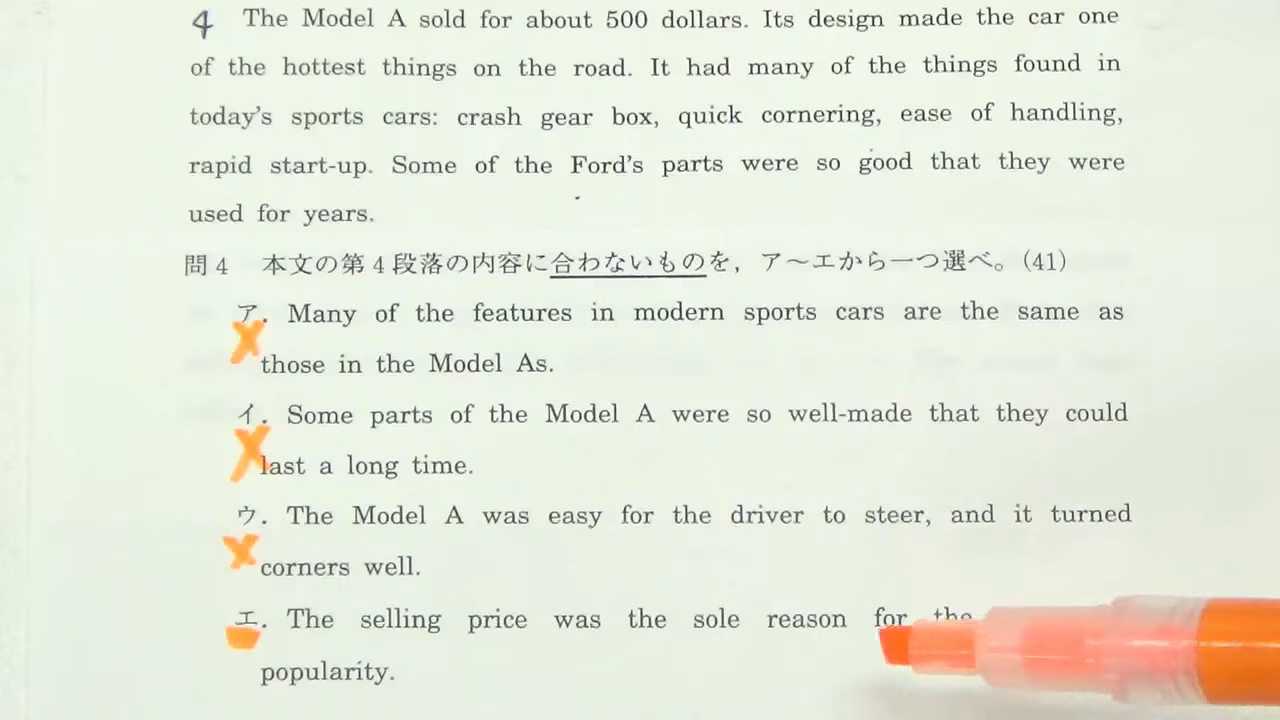 4 The Model A sold for about 500 dollars. Its design made the car one
of the hottest things on the road. It had many of the things found in
today's sports cars: crash gear box, quick cornering, ease of handling,
rapid start-up. Some of the Ford's parts were so good that they were
used for years.
問4 本文の第4段落の内容に合わないものを，ア～エから一つ選べ。(41)
ア. Many of the features in modern sports cars are the same as
those in the Model As.
イ. Some parts of the Model A were so well-made that they could
last a long time.
ウ. The Model A was easy for the driver to steer, and it turned
corners well.
エ. The selling price was the sole reason for the
popularity.